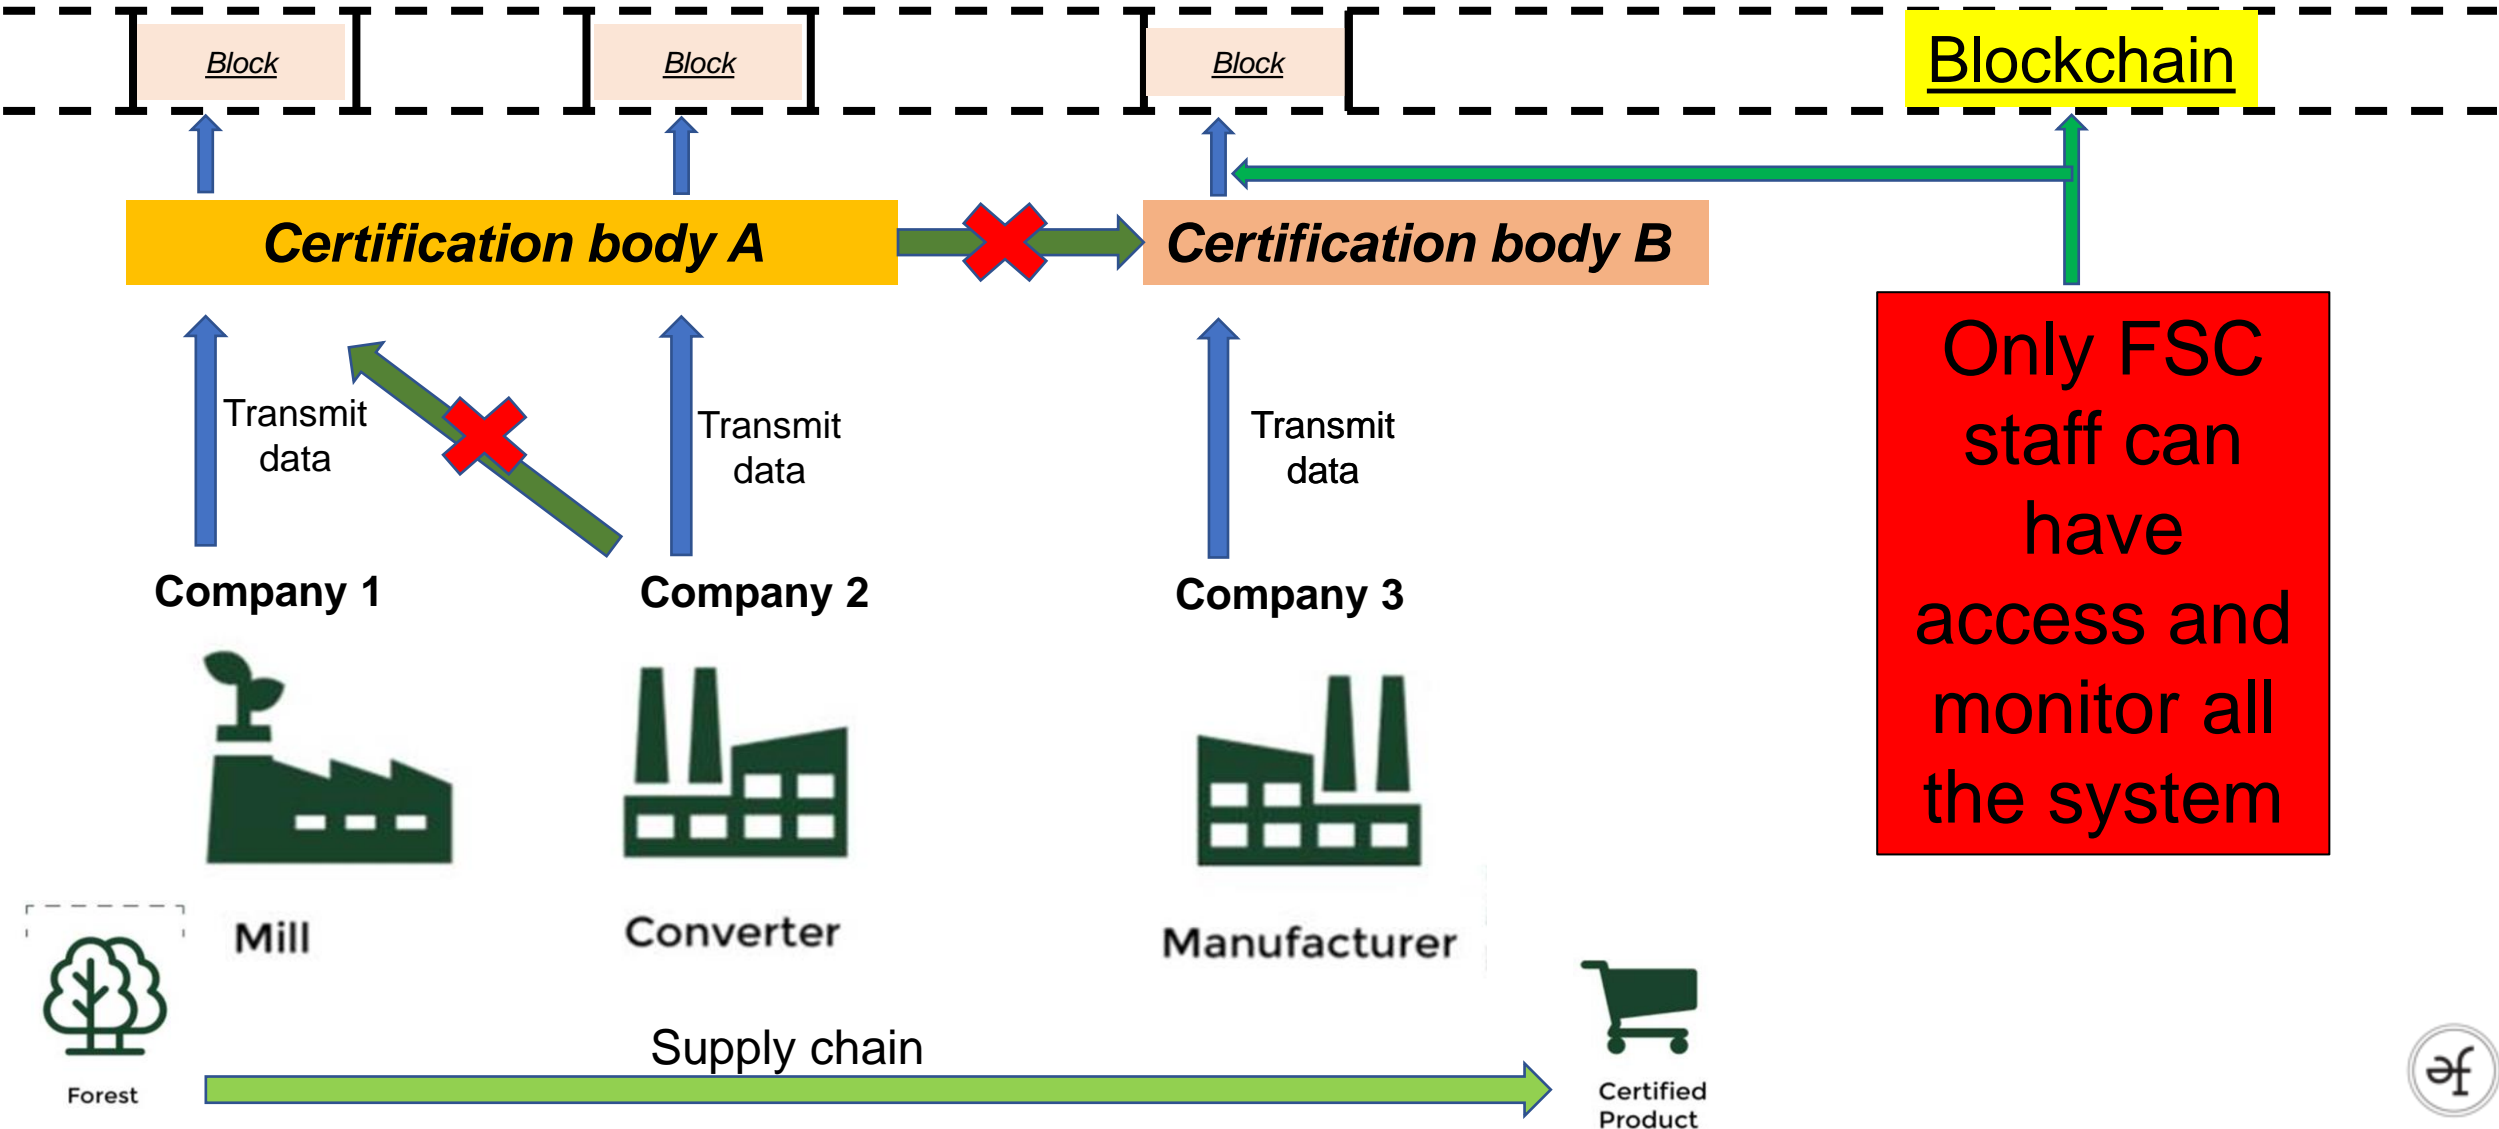 Block
Block
Block
Blockchain
Certification body A
Certification body B
Transmit
data
Transmit
data
Transmit
data
Only FSC
staff can
have
access and
monitor all
the system
Company 1
Company 2
Company 3
Mill
Converter
Manufacturer
Forest
Supply chain
Certified
Product